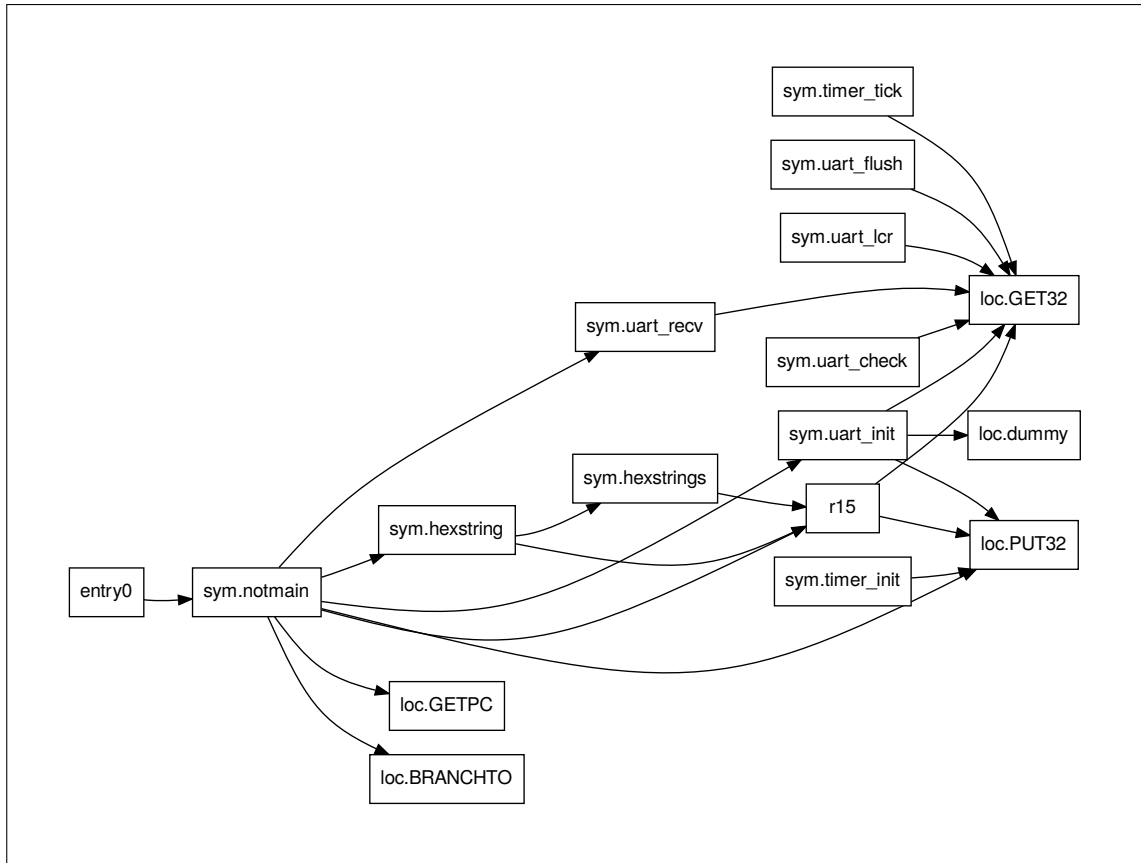 sym.timer_tick
sym.uart_flush
sym.uart_lcr
loc.GET32
sym.uart_recv
sym.uart_check
sym.uart_init
loc.dummy
sym.hexstrings
r15
sym.hexstring
loc.PUT32
sym.timer_init
entry0
sym.notmain
loc.GETPC
loc.BRANCHTO